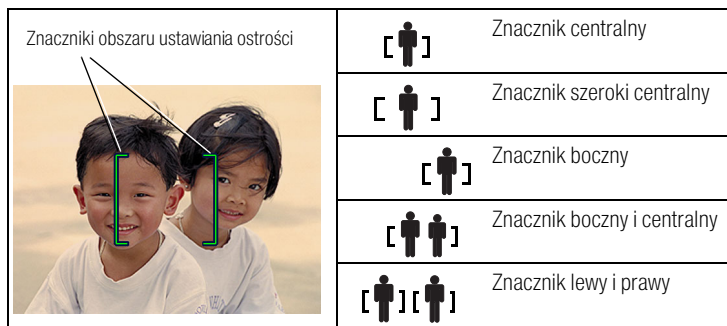 Znaczniki obszaru ustawiania ostrości
Znacznik centralny
Znacznik szeroki centralny
Znacznik boczny
Znacznik boczny i centralny
Znacznik lewy i prawy